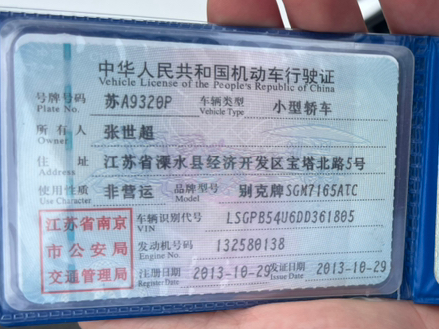 中华人民共和国机动车行驶证
Vehicle License of the People's Republic of China
号牌号码 苏A9320P 车辆类型 小型轿车
Plate No. Vehicle Type
所有人 张世超
Owner
住址 江苏省溧水县经济开发区宝塔北路5号
Address
使用性质 非营运 品牌型号 别克牌SGM7165ATC
Use Character Model
江苏省南京
市公安局
交通管理局
车辆识别代号 LSGPB54U6DD361805
VIN
发动机号码 132580138
Engine No.
注册日期 2013-10-29 发证日期 2013-10-29
Register Date Issue Date